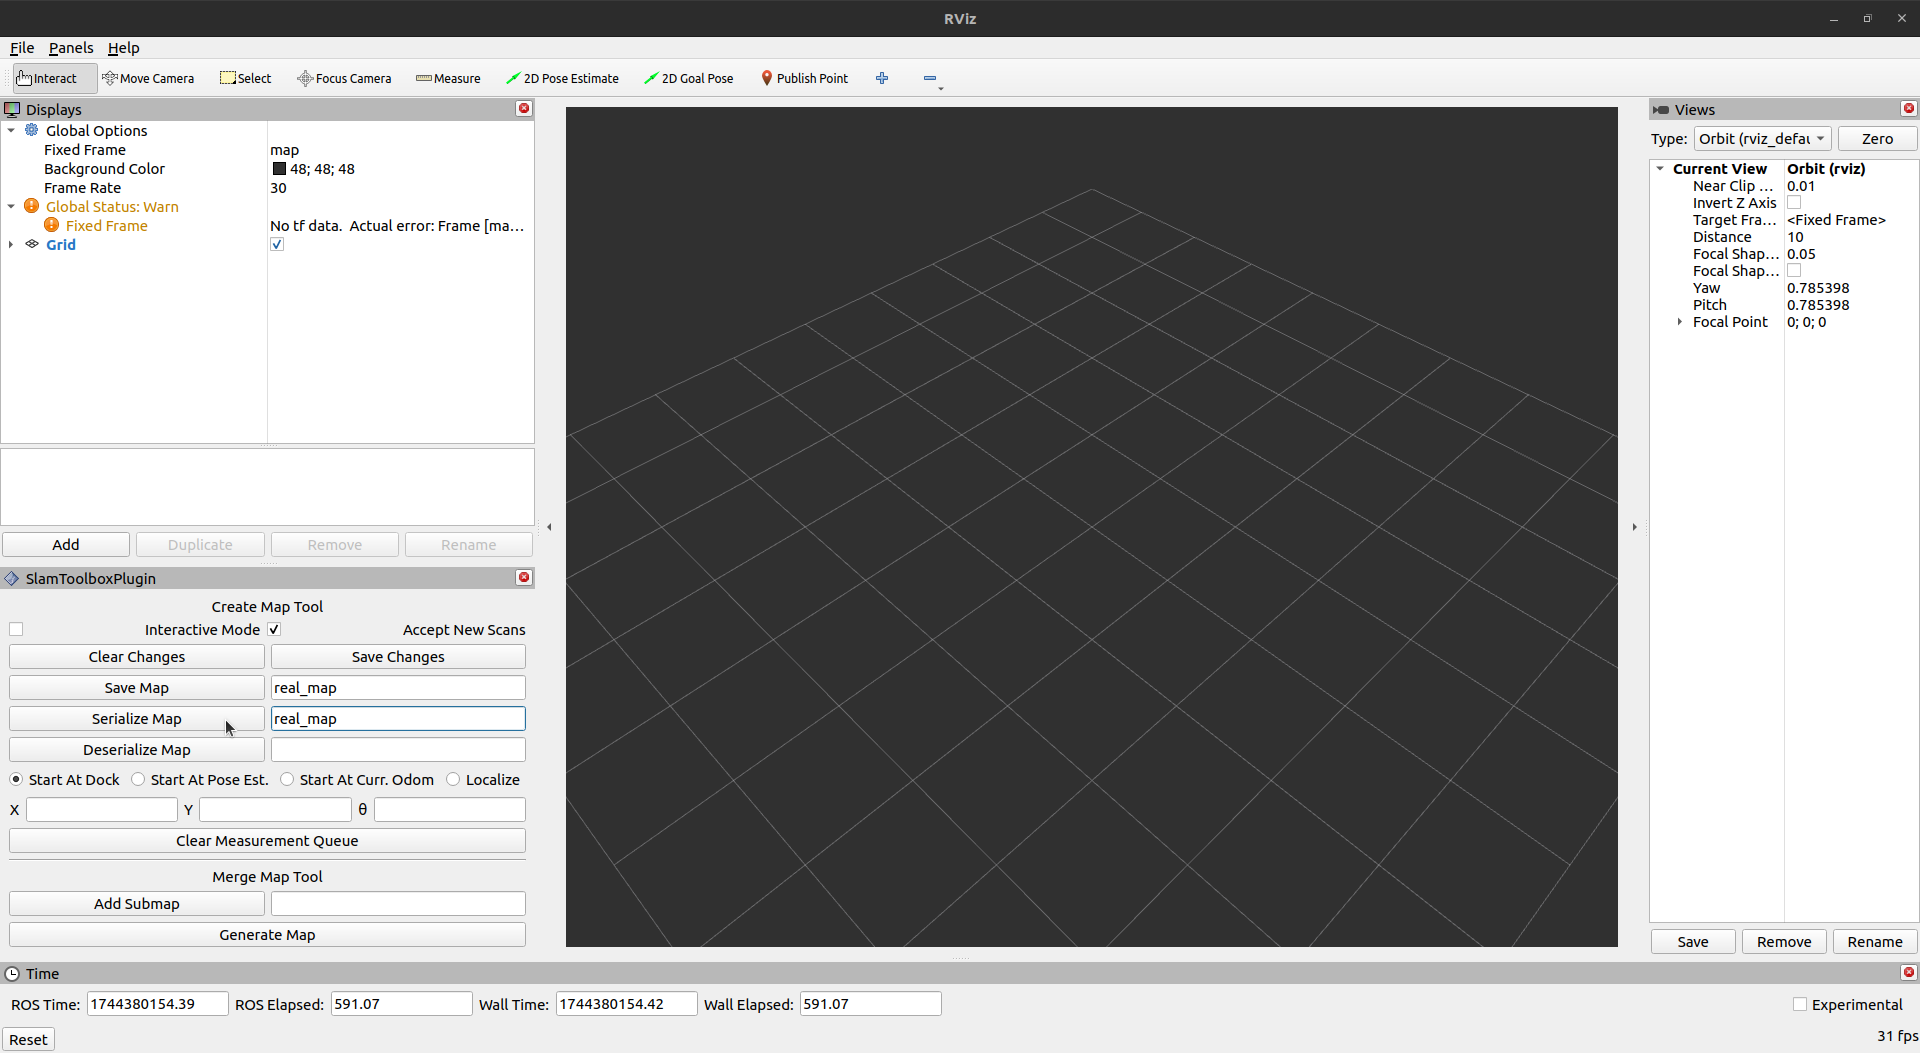 RViz
File Panels Help
Interact Move Camera Select Focus Camera Measure 2D Pose Estimate 2D Goal Pose Publish Point
Displays
Global Options
Fixed Frame map
Background Color 48; 48; 48
Frame Rate 30
Global Status: Warn
Fixed Frame No tf data. Actual error: Frame [ma...
Grid
Add Duplicate Remove Rename
SlamToolboxPlugin
Create Map Tool
Interactive Mode Accept New Scans
Clear Changes Save Changes
Save Map real_map
Serialize Map real_map
Deserialize Map
Start At Dock Start At Pose Est. Start At Curr. Odom Localize
X Y θ
Clear Measurement Queue
Merge Map Tool
Add Submap
Generate Map
Views
Type: Orbit (rviz_defau Zero
Current View Orbit (rviz)
Near Clip ... 0.01
Invert Z Axis
Target Fra... <Fixed Frame>
Distance 10
Focal Shap... 0.05
Focal Shap...
Yaw 0.785398
Pitch 0.785398
Focal Point 0; 0; 0
Save Remove Rename
Time
ROS Time: 1744380154.39 ROS Elapsed: 591.07 Wall Time: 1744380154.42 Wall Elapsed: 591.07 Experimental
Reset 31 fps